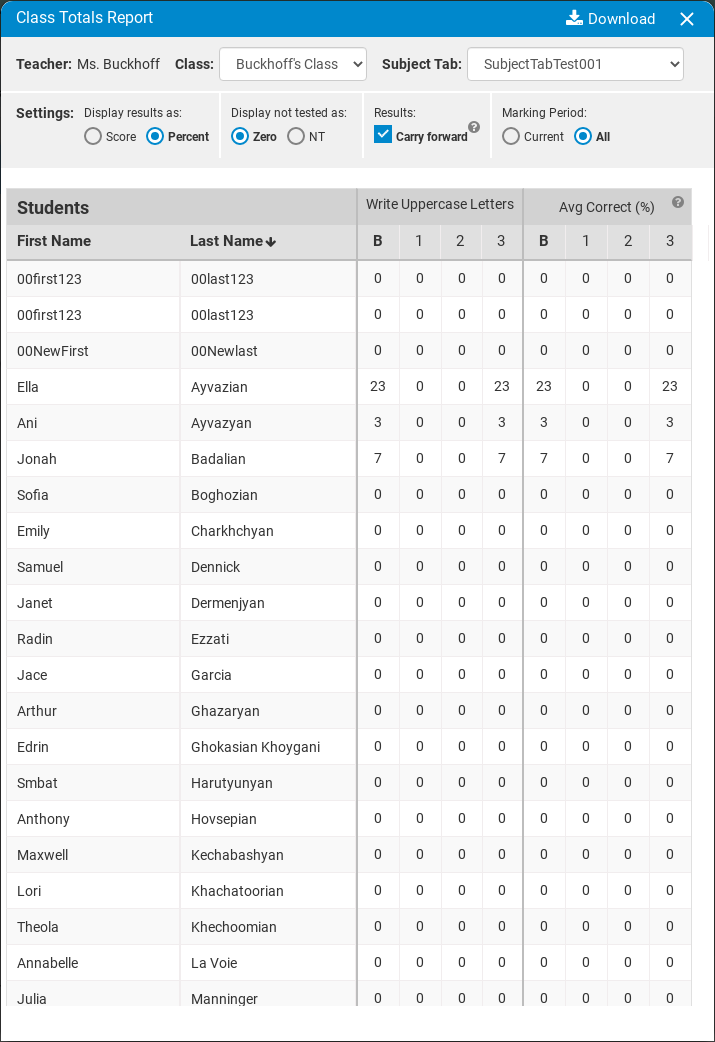 Class Totals Report Download
Teacher: Ms. Buckhoff Class: Buckhoff's Class Subject Tab: SubjectTabTest001
Settings: Display results as: Display not tested as: Results: Marking Period:
Score Percent Zero NT Carry forward ? Current All
Students Write Uppercase Letters Avg Correct (%) ?
First Name Last Name B 1 2 3 B 1 2 3
00first123 00last123 0 0 0 0 0 0 0 0
00first123 00last123 0 0 0 0 0 0 0 0
00NewFirst 00Newlast 0 0 0 0 0 0 0 0
Ella Ayvazian 23 0 0 23 23 0 0 23
Ani Ayvazyan 3 0 0 3 3 0 0 3
Jonah Badalian 7 0 0 7 7 0 0 7
Sofia Boghozian 0 0 0 0 0 0 0 0
Emily Charkhchyan 0 0 0 0 0 0 0 0
Samuel Dennick 0 0 0 0 0 0 0 0
Janet Dermenjyan 0 0 0 0 0 0 0 0
Radin Ezzati 0 0 0 0 0 0 0 0
Jace Garcia 0 0 0 0 0 0 0 0
Arthur Ghazaryan 0 0 0 0 0 0 0 0
Edrin Ghokasian Khoygani 0 0 0 0 0 0 0 0
Smbat Harutyunyan 0 0 0 0 0 0 0 0
Anthony Hovsepian 0 0 0 0 0 0 0 0
Maxwell Kechabashyan 0 0 0 0 0 0 0 0
Lori Khachatoorian 0 0 0 0 0 0 0 0
Theola Khechoomian 0 0 0 0 0 0 0 0
Annabelle La Voie 0 0 0 0 0 0 0 0
Julia Manninger 0 0 0 0 0 0 0 0